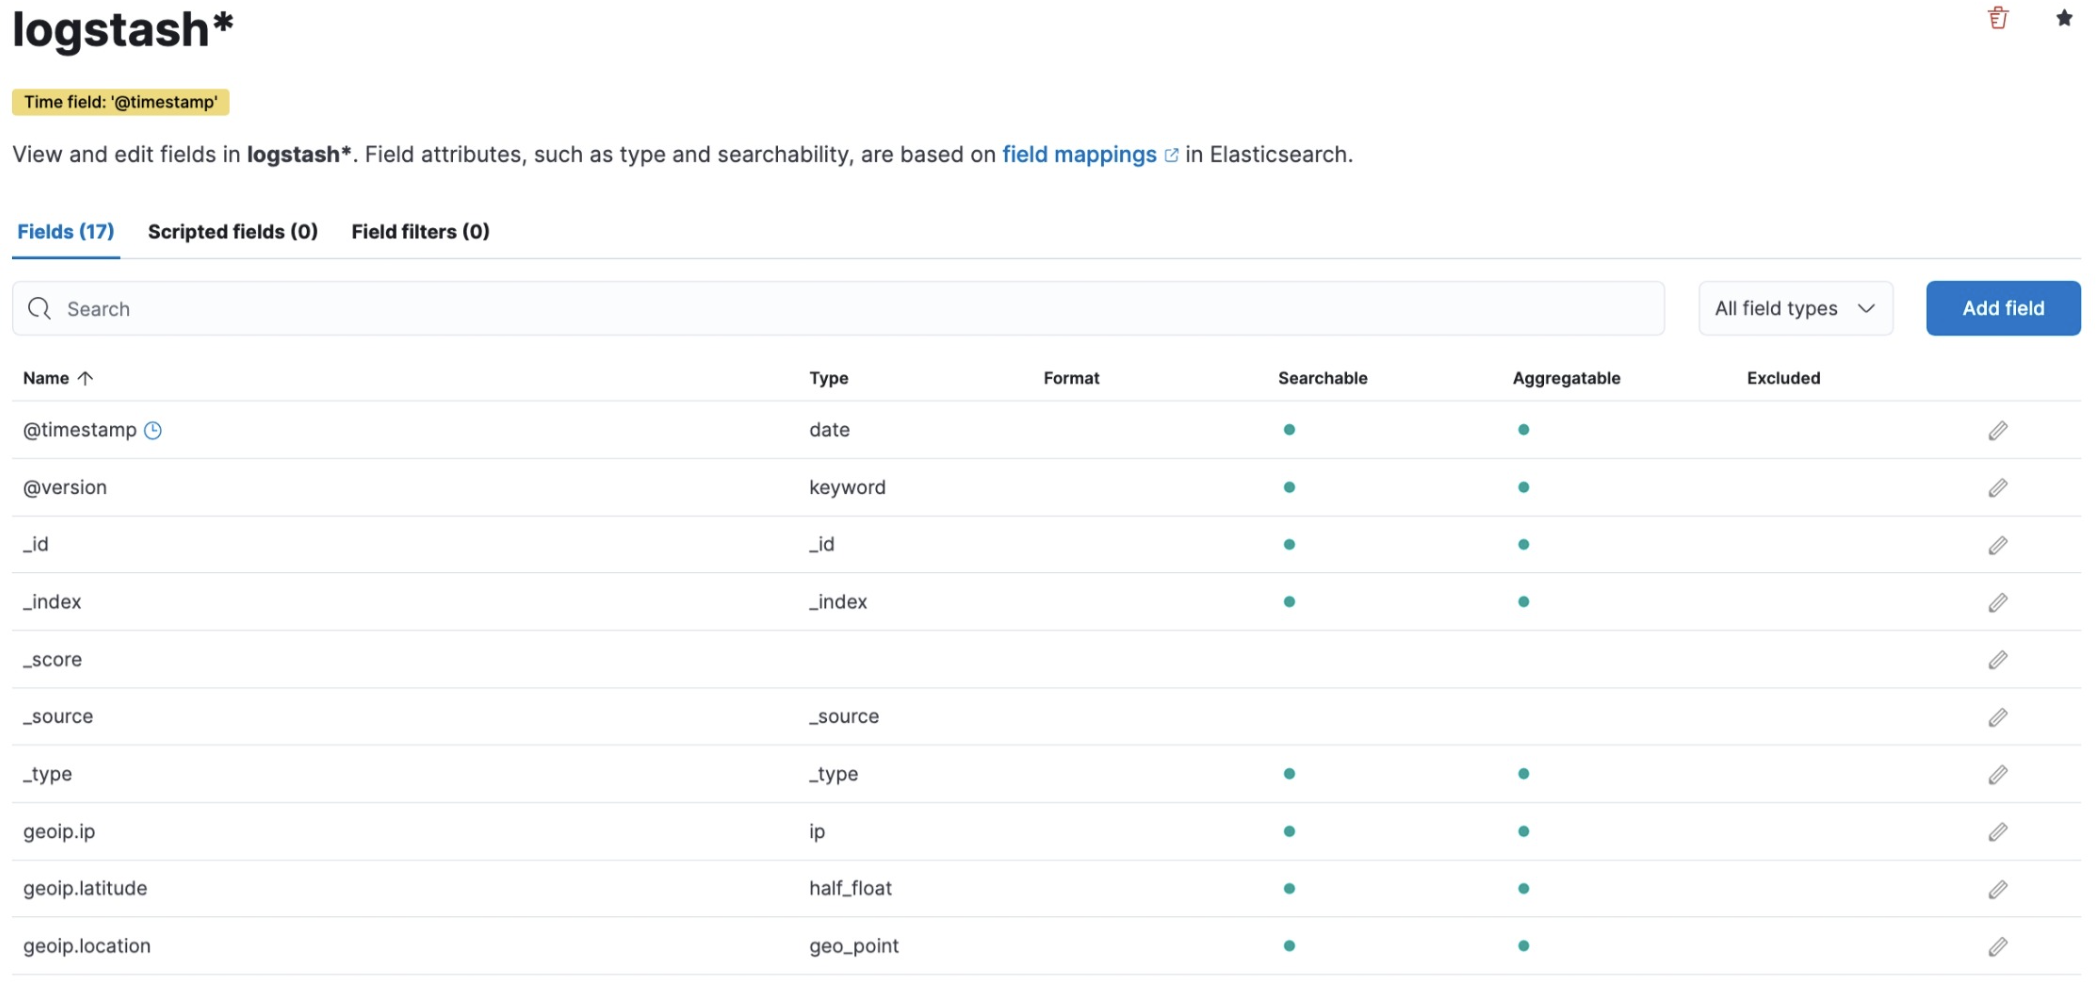 logstash*
Time field: '@timestamp'
View and edit fields in logstash*. Field attributes, such as type and searchability, are based on field mappings in Elasticsearch.
Fields (17) Scripted fields (0) Field filters (0)
Search All field types Add field
Name Type Format Searchable Aggregatable Excluded
@timestamp date
@version keyword
_id _id
_index _index
_score
_source _source
_type _type
geoip.ip ip
geoip.latitude half_float
geoip.location geo_point